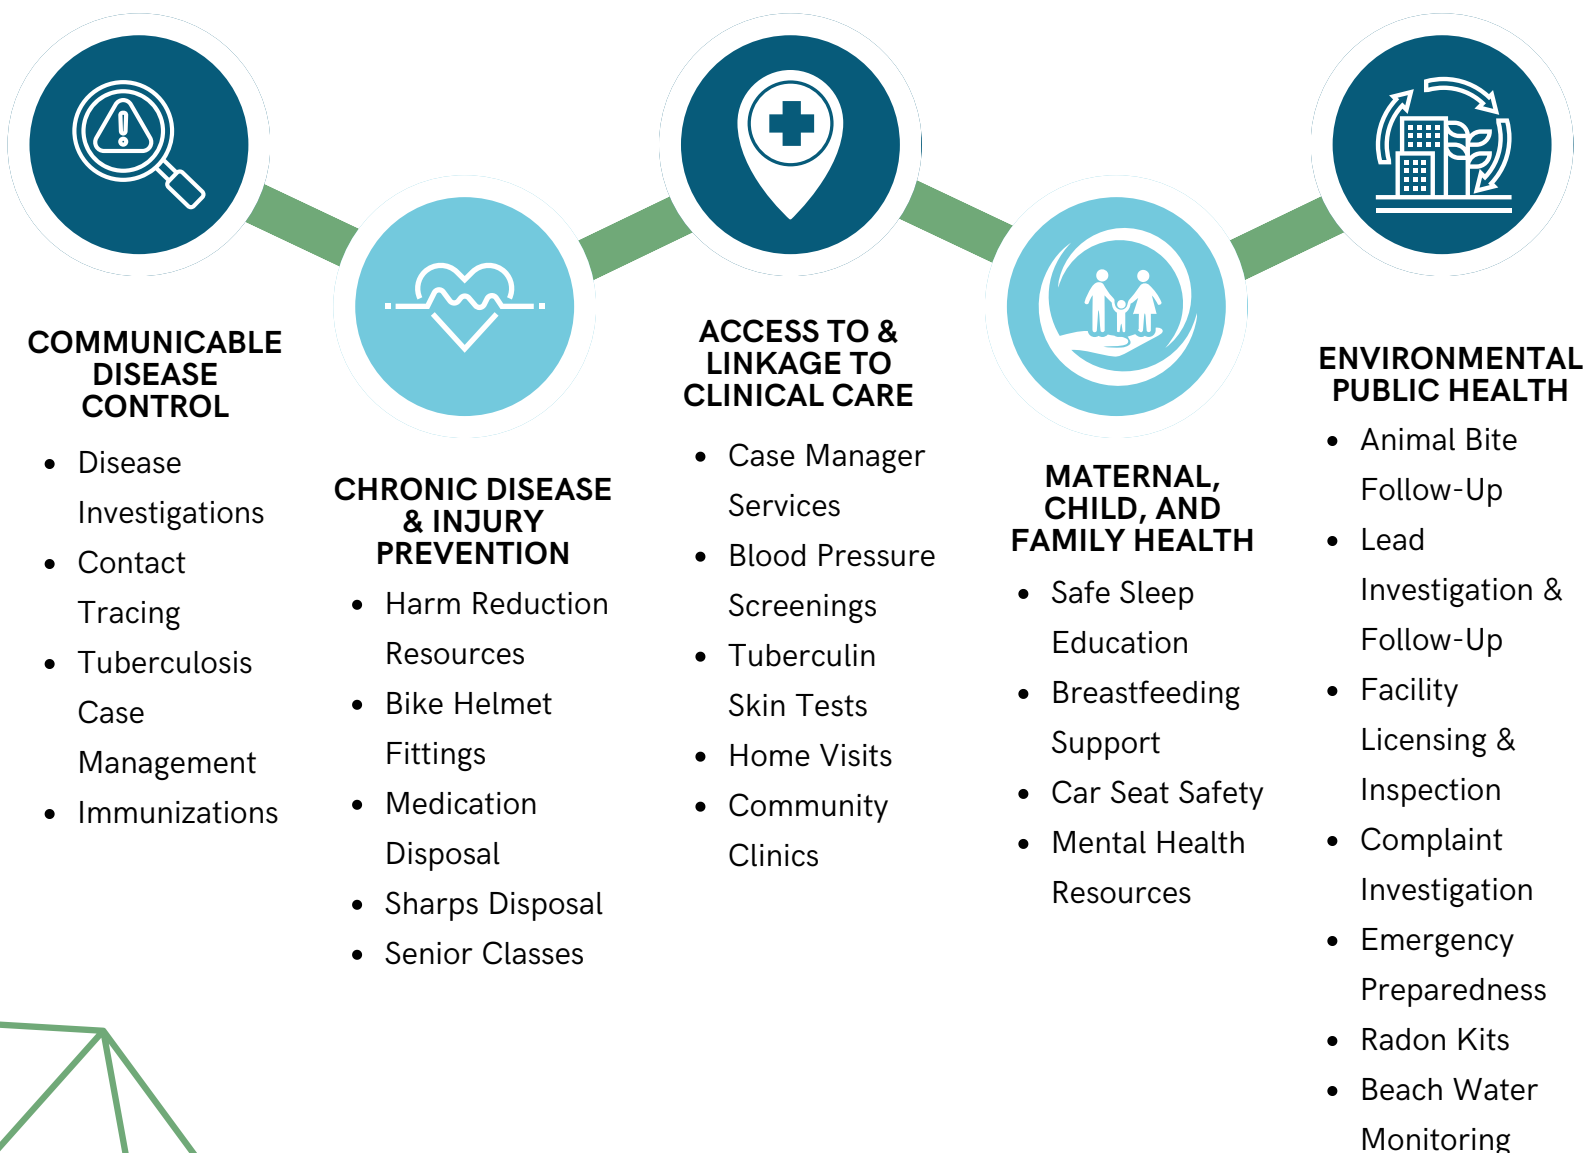 COMMUNICABLE
DISEASE
CONTROL
• Disease
Investigations
• Contact
Tracing
• Tuberculosis
Case
Management
• Immunizations
CHRONIC DISEASE
& INJURY
PREVENTION
• Harm Reduction
Resources
• Bike Helmet
Fittings
• Medication
Disposal
• Sharps Disposal
• Senior Classes
ACCESS TO &
LINKAGE TO
CLINICAL CARE
• Case Manager
Services
• Blood Pressure
Screenings
• Tuberculin
Skin Tests
• Home Visits
• Community
Clinics
MATERNAL,
CHILD, AND
FAMILY HEALTH
• Safe Sleep
Education
• Breastfeeding
Support
• Car Seat Safety
• Mental Health
Resources
ENVIRONMENTAL
PUBLIC HEALTH
• Animal Bite
Follow-Up
• Lead
Investigation &
Follow-Up
• Facility
Licensing &
Inspection
• Complaint
Investigation
• Emergency
Preparedness
• Radon Kits
• Beach Water
Monitoring